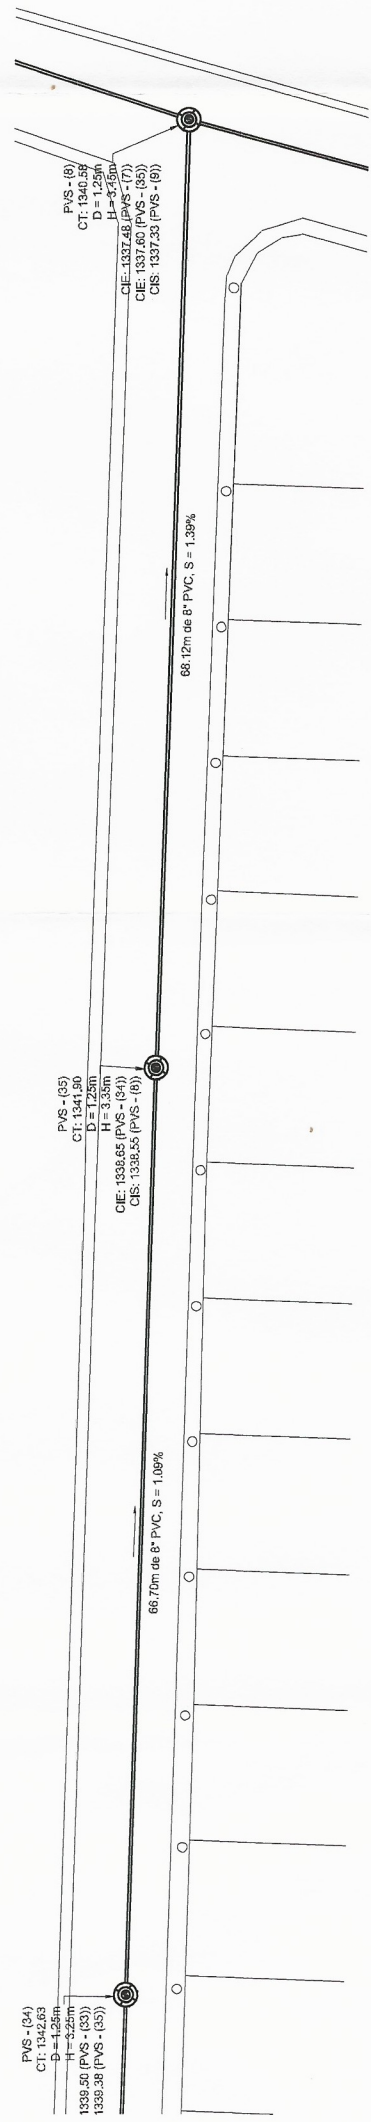 PVS - (8)
CT: 1340.58
D = 1.25m
H = 3.45m
CIE: 1337.48 (PVS - (7))
CIE: 1337.60 (PVS - (35))
CIS: 1337.33 (PVS - (9))
68.12m de 8" PVC, S = 1.39%
PVS - (35)
CT: 1341.90
D = 1.25m
H = 3.35m
CIE: 1338.65 (PVS - (34))
CIS: 1338.55 (PVS - (8))
66.70m de 8" PVC, S = 1.09%
PVS - (34)
CT: 1342.63
D = 1.25m
H = 3.25m
1339.50 (PVS - (33))
1339.38 (PVS - (35))